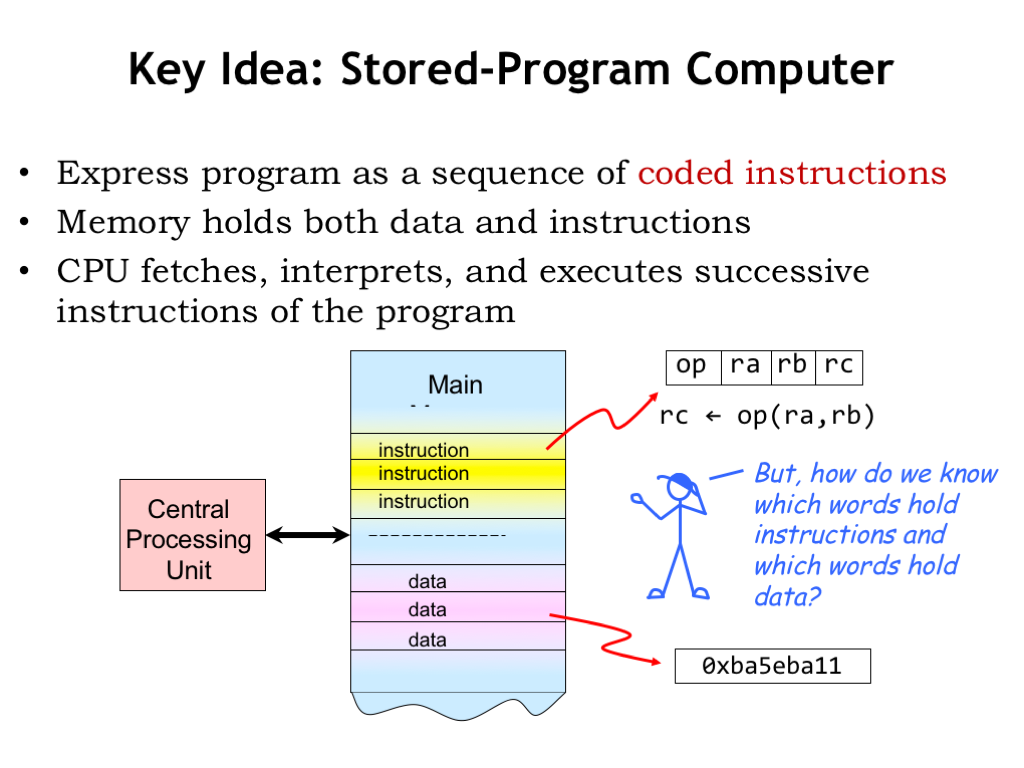 Key Idea: Stored-Program Computer
• Express program as a sequence of coded instructions
• Memory holds both data and instructions
• CPU fetches, interprets, and executes successive
instructions of the program
Main
instruction
instruction
instruction
data
data
data
Central
Processing
Unit
op ra rb rc
rc ← op(ra,rb)
But, how do we know
which words hold
instructions and
which words hold
data?
0xba5eba11